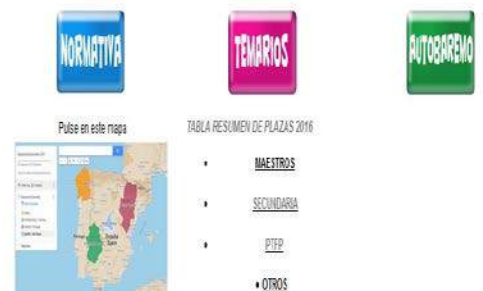 NORMATIVA
TEMARIOS
AUTOBAREMO
Pulse en este mapa
TABLA RESUMEN DE PLAZAS 2016
• MAESTROS
• SECUNDARIA
• PTFP
• OTROS